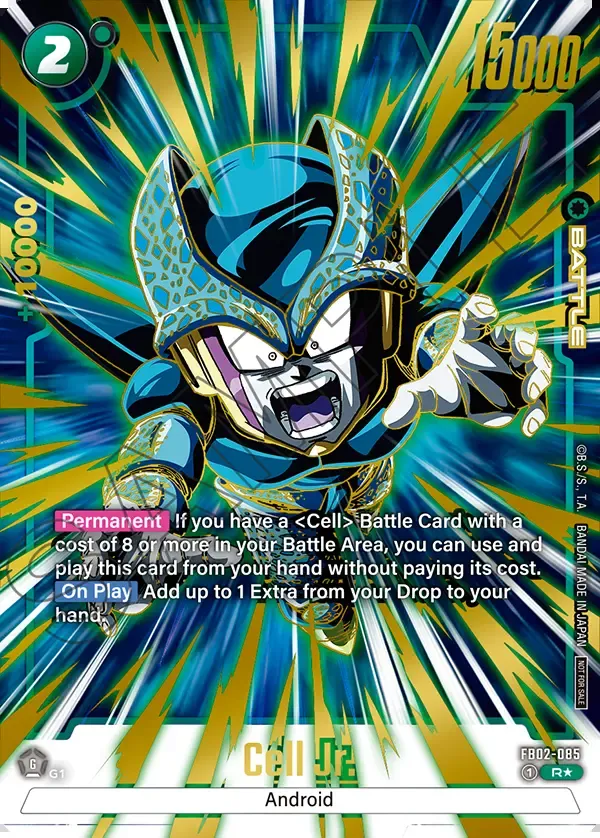 2
15000
+10000
BATTLE
Permanent If you have a <Cell> Battle Card with a
cost of 8 or more in your Battle Area, you can use and
play this card from your hand without paying its cost.
On Play Add up to 1 Extra from your Drop to your
hand.
©B.S./S., T.A. BANDAI MADE IN JAPAN
NOT FOR SALE
Cell Jr.
G
G1
FB02-085
1 R★
Android